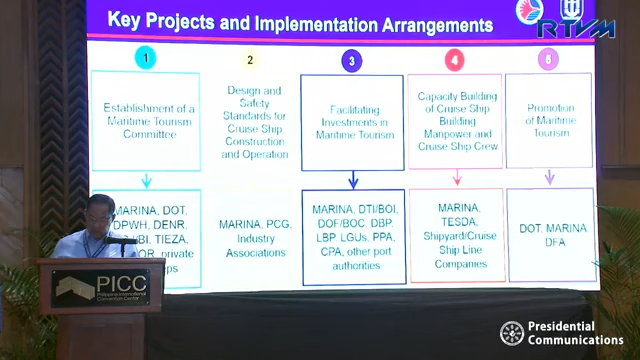 Key Projects and Implementation Arrangements
RTVM
1
Establishment of a
Maritime Tourism
Committee
MARINA, DOT,
DPWH, DENR,
TIEZA,
private
2
Design and
Safety
Standards for
Cruise Ship
Construction
and Operation
MARINA, PCG,
Industry
Associations
3
Facilitating
Investments in
Maritime Tourism
MARINA, DTI/BOI,
DOF/BOC DBP,
LBP, LGUs, PPA,
CPA, other port
authorities
4
Capacity Building
of Cruise Ship
Building
Manpower and
Cruise Ship Crew
MARINA,
TESDA,
Shipyard/Cruise
Ship Line
Companies
5
Promotion
of Maritime
Tourism
DOT, MARINA
DFA
PICC
Philippine International
Convention Center
Presidential
Communications